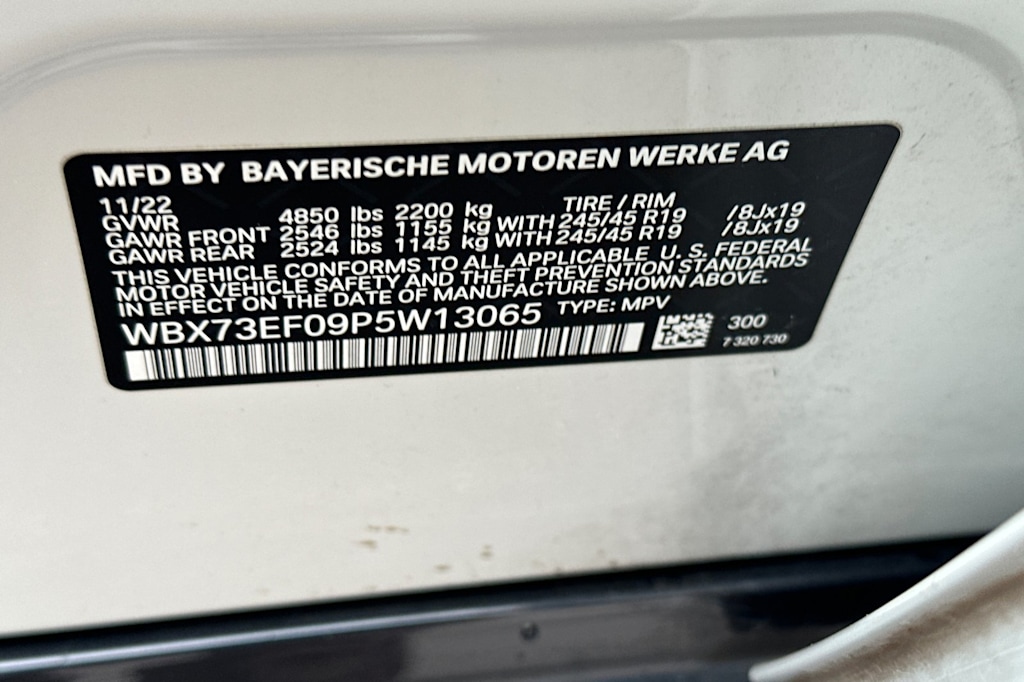 MFD BY BAYERISCHE MOTOREN WERKE AG
11/22 TIRE / RIM
GVWR 4850 lbs 2200 kg
GAWR FRONT 2546 lbs 1155 kg WITH 245/45 R19 /8Jx19
GAWR REAR 2524 lbs 1145 kg WITH 245/45 R19 /8Jx19
THIS VEHICLE CONFORMS TO ALL APPLICABLE U. S. FEDERAL
MOTOR VEHICLE SAFETY AND THEFT PREVENTION STANDARDS
IN EFFECT ON THE DATE OF MANUFACTURE SHOWN ABOVE.
WBX73EF09P5W13065 TYPE: MPV
300
7 320 730